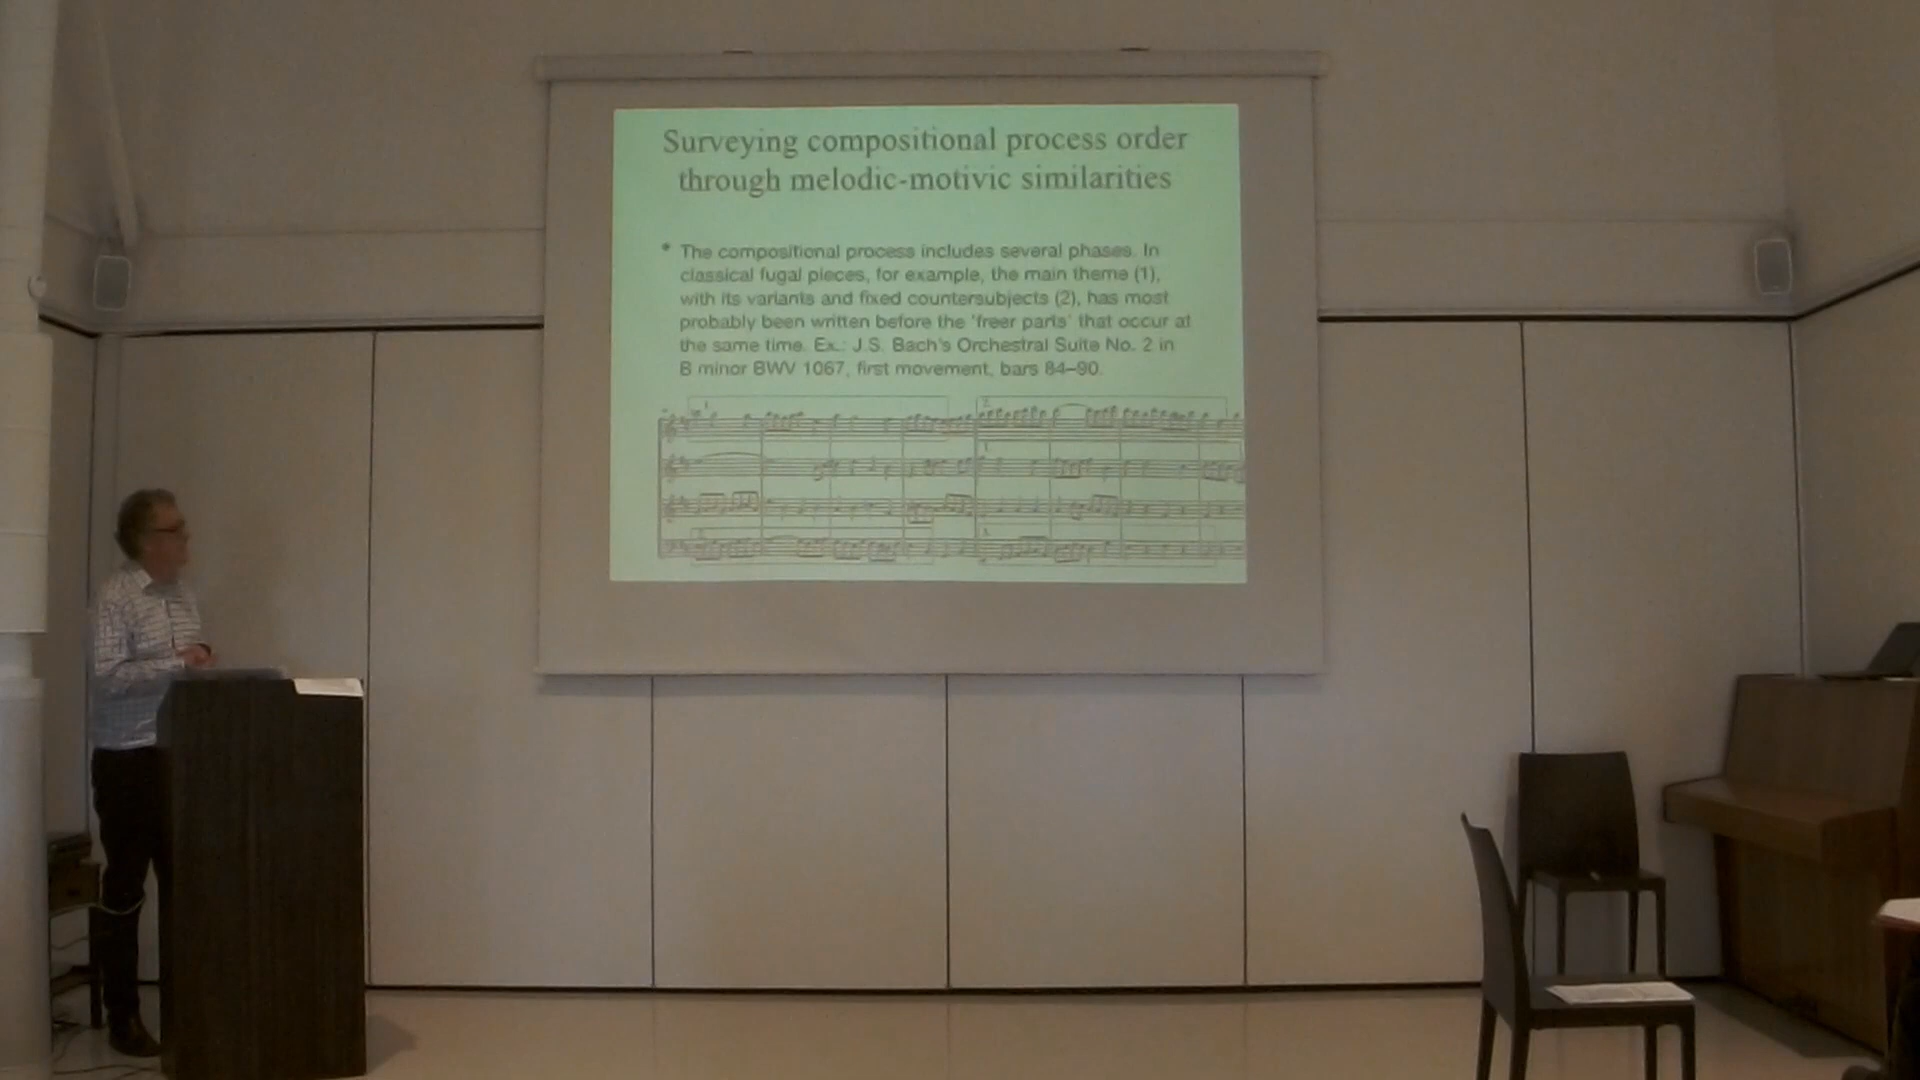 Surveying compositional process order
through melodic-motivic similarities
* The compositional process includes several phases. In
classical fugal pieces, for example, the main theme (1),
with its variants and fixed countersubjects (2), has most
probably been written before the 'freer parts' that occur at
the same time. Ex.: J.S. Bach's Orchestral Suite No. 2 in
B minor BWV 1067, first movement, bars 84–90.
1
2.
1